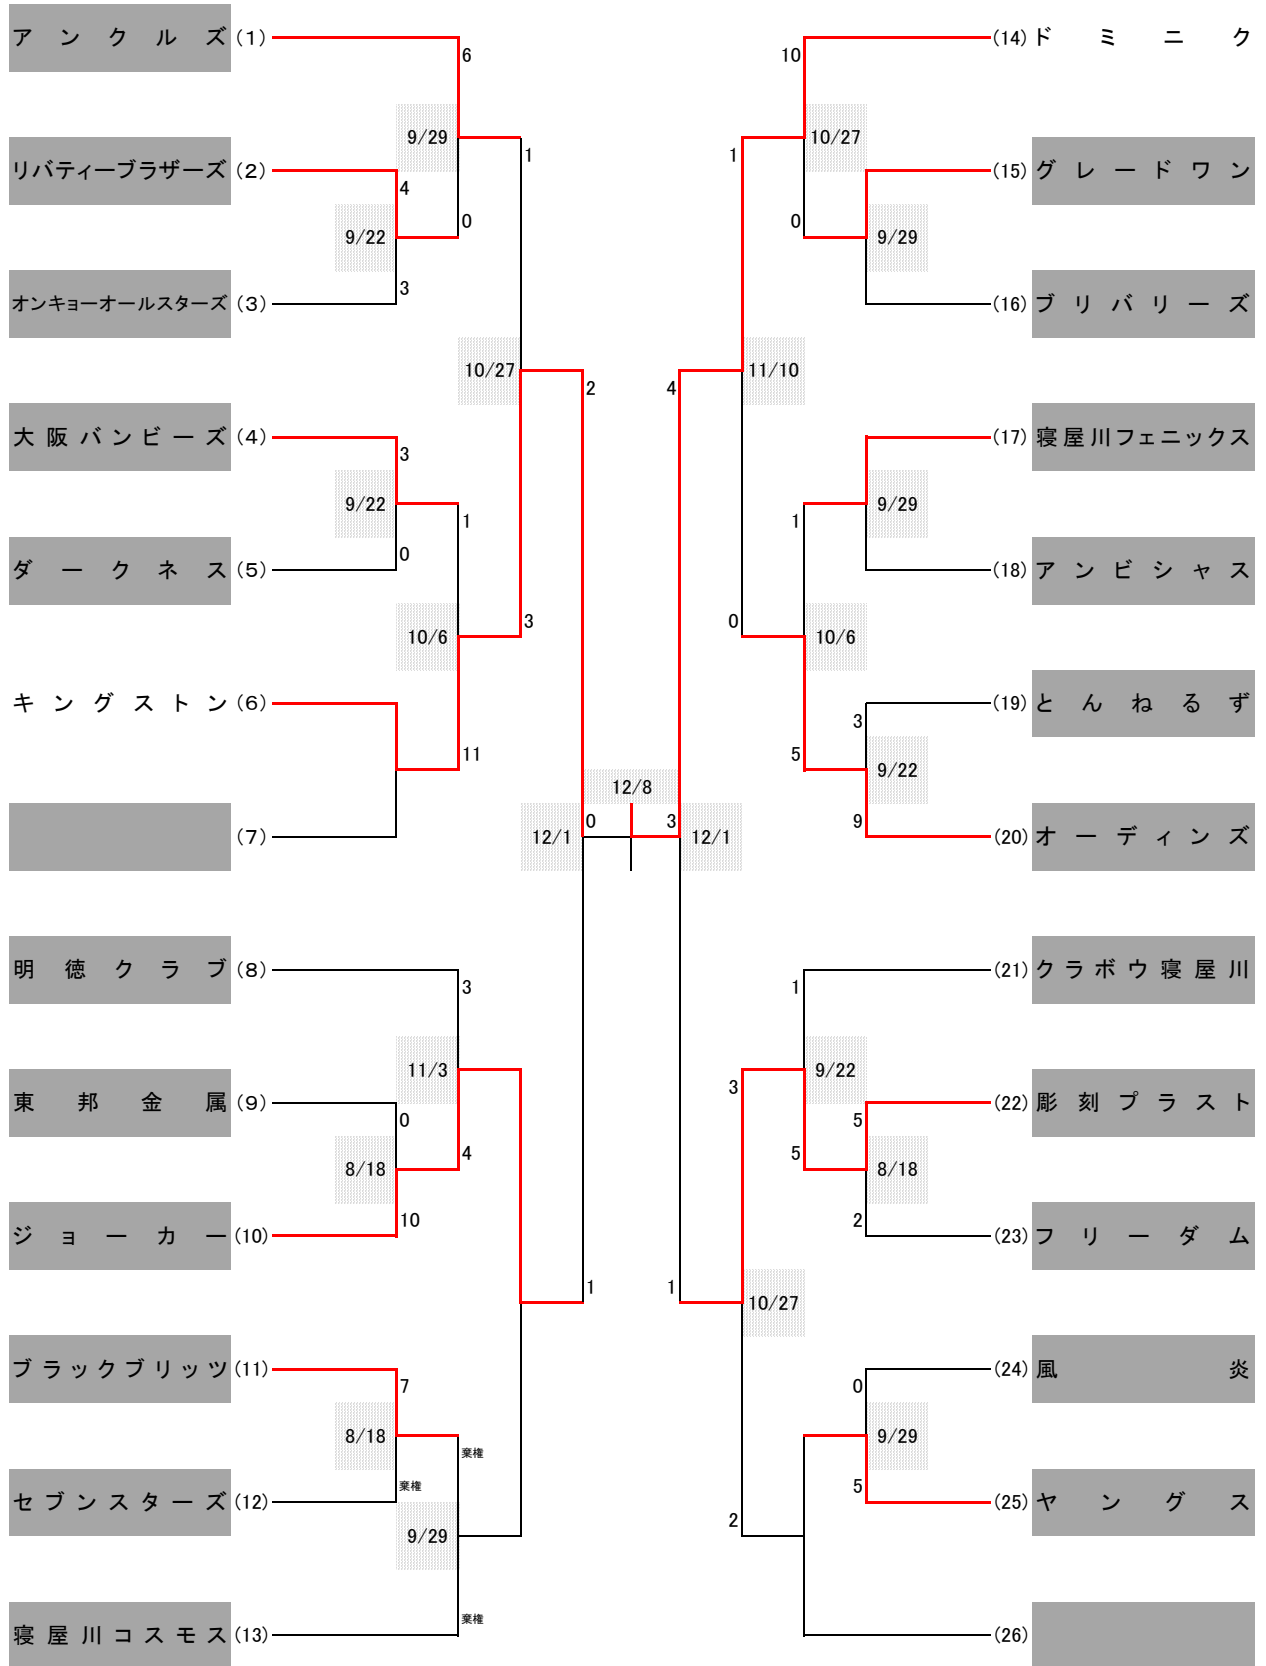 アンクルズ (1)
6
9/29
1
リバティーブラザーズ (2)
4
9/22
0
3
オンキョーオールスターズ (3)
10/27
2
大阪バンビーズ (4)
3
9/22
1
0
ダークネス (5)
10/6
3
キングストン (6)
11
(7)
12/1
0
12/8
3
12/1
明徳クラブ (8)
3
11/3
東邦金属 (9)
0
8/18
4
ジョーカー (10)
10
1
ブラックブリッツ (11)
7
8/18
棄権
棄権
セブンスターズ (12)
9/29
棄権
寝屋川コスモス (13)
10
(14) ドミニク
1
10/27
(15) グレードワン
0
9/29
(16) ブリバリーズ
4
11/10
(17) 寝屋川フェニックス
9/29
1
(18) アンビシャス
0
10/6
(19) とんねるず
3
5
9/22
9
(20) オーディンズ
(21) クラボウ寝屋川
1
9/22
3
(22) 彫刻プラスト
5
5
8/18
2
(23) フリーダム
1
10/27
(24) 風炎
0
9/29
5
(25) ヤングス
2
(26)